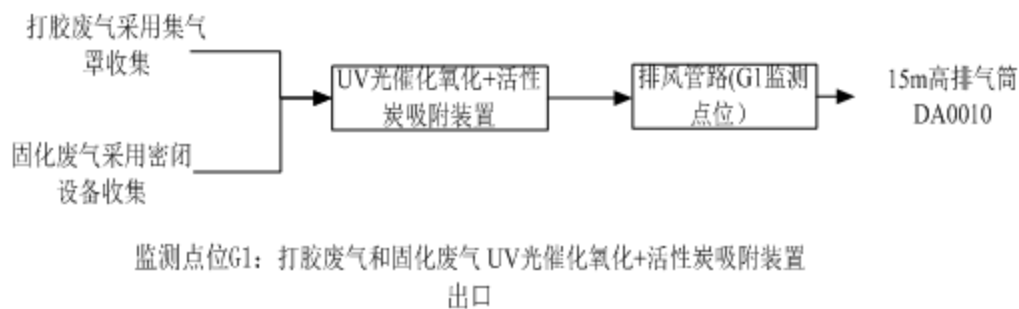 打胶废气采用集气
罩收集
UV光催化氧化+活性
炭吸附装置
排风管路(G1监测
点位）
15m高排气筒
DA0010
固化废气采用密闭
设备收集
监测点位G1：打胶废气和固化废气 UV光催化氧化+活性炭吸附装置
出口